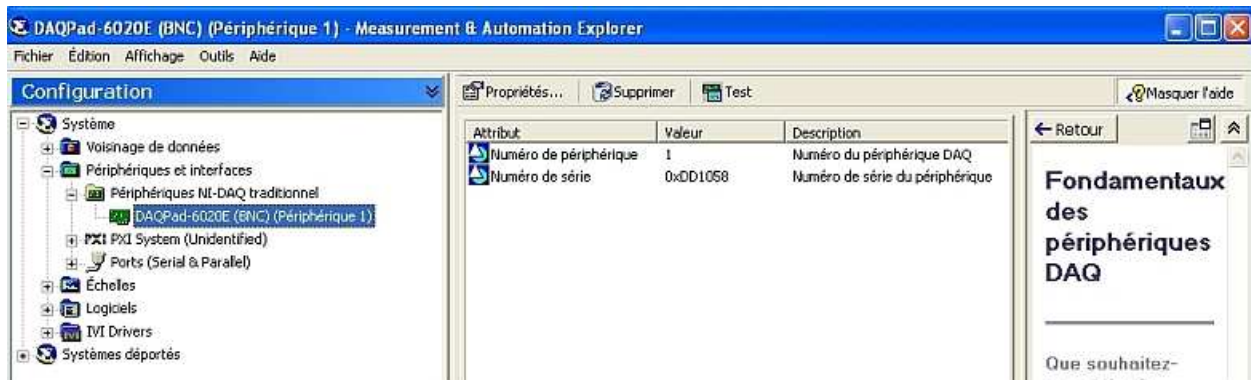 DAQPad-6020E (BNC) (Périphérique 1) - Measurement & Automation Explorer
Fichier Édition Affichage Outils Aide
Configuration
Système
Voisinage de données
Périphériques et interfaces
Périphériques NI-DAQ traditionnel
DAQPad-6020E (BNC) (Périphérique 1)
PXI PXI System (Unidentified)
Ports (Serial & Parallel)
Échelles
Logiciels
IVI IVI Drivers
Systèmes déportés
Propriétés... Supprimer Test
Attribut Valeur Description
Numéro de périphérique 1 Numéro du périphérique DAQ
Numéro de série 0xDD1058 Numéro de série du périphérique
Masquer l'aide
Retour
Fondamentaux
des
périphériques
DAQ
Que souhaitez-